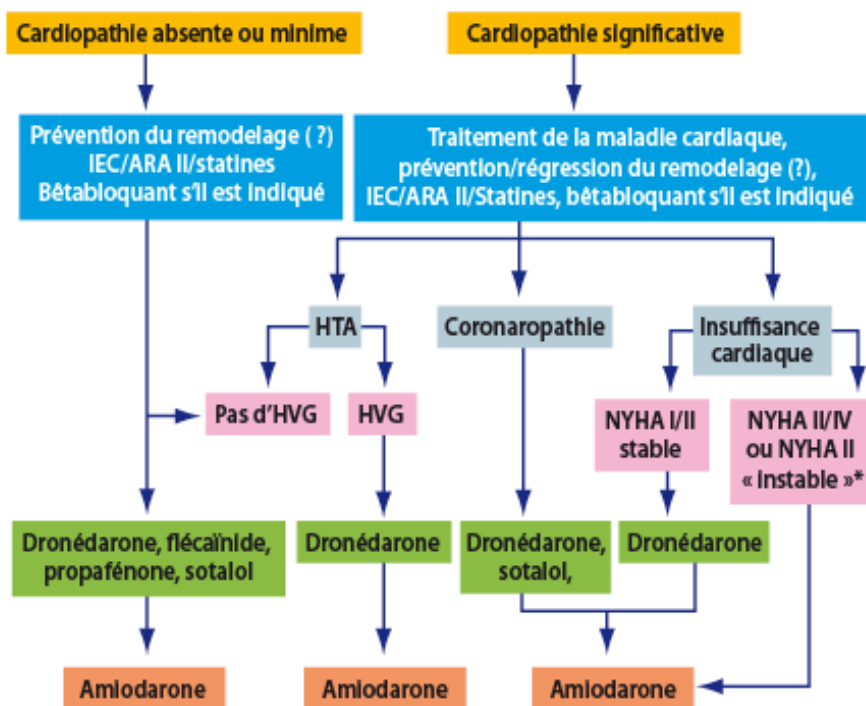 Cardiopathie absente ou minime
Cardiopathie significative
Prévention du remodelage ( ?)
IEC/ARA II/statines
Bêtabloquant s'il est indiqué
Traitement de la maladie cardiaque,
prévention/régression du remodelage (?),
IEC/ARA II/Statines, bêtabloquant s'il est indiqué
HTA
Coronaropathie
Insuffisance
cardiaque
Pas d'HVG
HVG
NYHA I/II
stable
NYHA II/IV
ou NYHA II
« instable »*
Dronédarone, flécaïnide,
propafénone, sotalol
Dronédarone
Dronédarone,
sotalol,
Dronédarone
Amiodarone
Amiodarone
Amiodarone